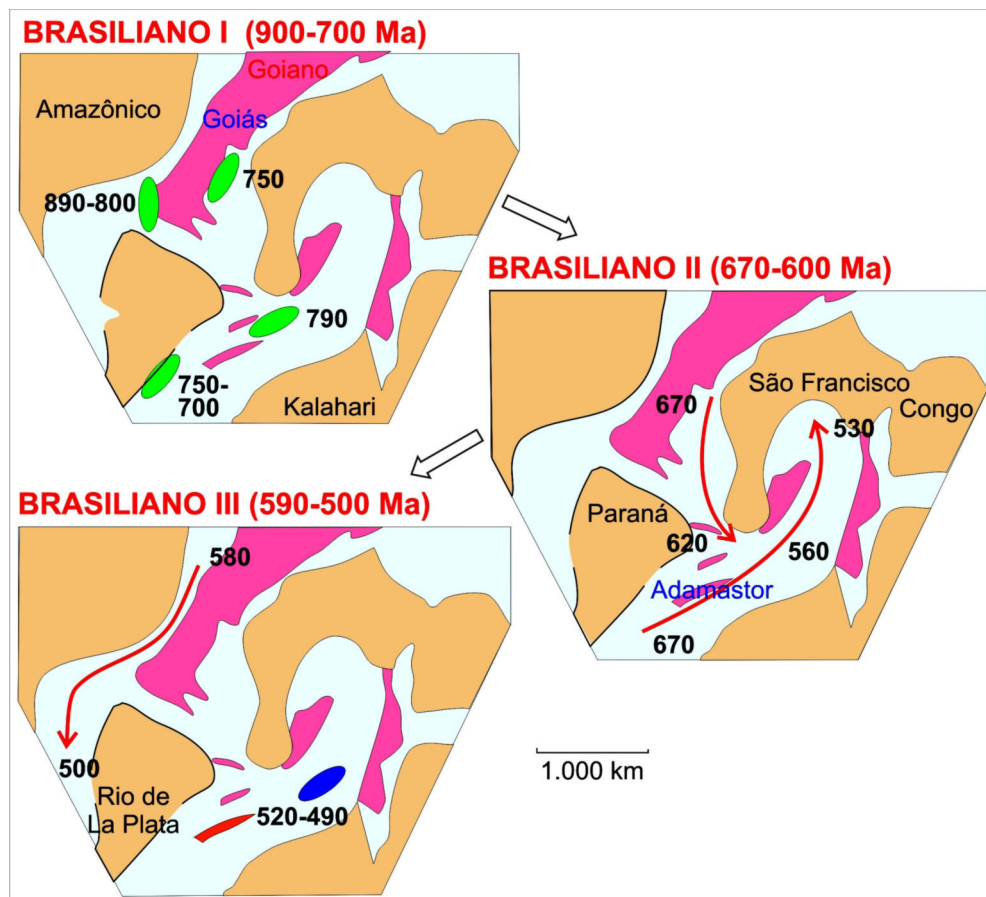 BRASILIANO I (900-700 Ma)
Goiano
Amazônico
Goiás
750
890-800
790
750-
700
Kalahari
BRASILIANO II (670-600 Ma)
São Francisco
Congo
670
530
Paraná
620
560
Adamastor
670
BRASILIANO III (590-500 Ma)
580
500
Rio de
La Plata
520-490
1.000 km